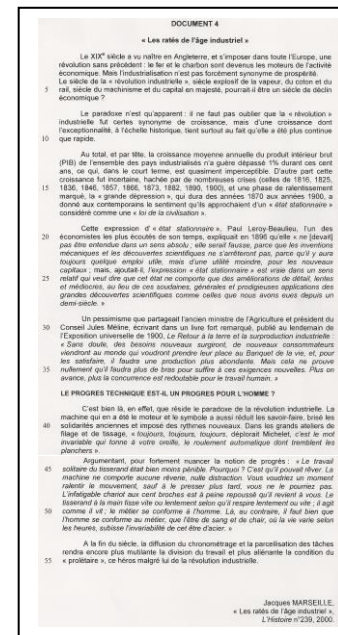 DOCUMENT 4
« Les ratés de l'âge industriel »
Le XIXe siècle a vu naître en Angleterre, et s'imposer dans toute l'Europe, une
révolution sans précédent : le fer et le charbon sont devenus les moteurs de l'activité
économique. Mais l'industrialisation n'est pas forcément synonyme de prospérité.
Le siècle de la « révolution industrielle », siècle explosif de la vapeur, du coton et du
5 rail, siècle du machinisme et du capital en majesté, pourrait-il être un siècle de déclin
économique ?
Le paradoxe n'est qu'apparent : il ne faut pas oublier que la « révolution »
industrielle fut certes synonyme de croissance, mais d'une croissance dont
l'exceptionnalité, à l'échelle historique, tient surtout au fait qu'elle a été plus continue
10 que rapide.
Au total, et par tête, la croissance moyenne annuelle du produit intérieur brut
(PIB) de l'ensemble des pays industrialisés n'a guère dépassé 1% durant ces cent
ans, ce qui, dans le court terme, est quasiment imperceptible. D'autre part cette
croissance fut incertaine, hachée par de nombreuses crises (celles de 1816, 1825,
15 1836, 1846, 1857, 1866, 1873, 1882, 1890, 1900), et une phase de ralentissement
marqué, la « grande dépression », qui dura des années 1870 aux années 1900, a
donné aux contemporains le sentiment qu'ils approchaient d'un « état stationnaire »
considéré comme une « loi de la civilisation ».
Cette expression d'« état stationnaire », Paul Leroy-Beaulieu, l'un des
20 économistes les plus écoutés de son temps, expliquait en 1896 qu'elle « ne [devait]
pas être entendue dans un sens absolu ; elle serait fausse, parce que les inventions
mécaniques et les découvertes scientifiques ne s'arrêteront pas, parce qu'il y aura
toujours quelque emploi utile, mais d'une utilité moindre, pour les nouveaux
capitaux ; mais, ajoutait-il, l'expression « état stationnaire » est vraie dans un sens
25 relatif qui veut dire que cet état ne comporte que des améliorations de détail, lentes
et médiocres, au lieu de ces soudaines, générales et prodigieuses applications des
grandes découvertes scientifiques comme celles que nous avons eues depuis un
demi-siècle. »
Un pessimisme que partageait l'ancien ministre de l'Agriculture et président du
30 Conseil Jules Méline, écrivant dans un livre fort remarqué, publié au lendemain de
l'Exposition universelle de 1900, Le Retour à la terre et la surproduction industrielle :
« Sans doute, des besoins nouveaux surgiront, de nouveaux consommateurs
viendront au monde qui voudront prendre leur place au Banquet de la vie, et, pour
les satisfaire, il faudra une production plus abondante. Mais cela ne prouve
35 nullement qu'il faudra plus de bras pour suffire à ces exigences nouvelles. Plus on
avance, plus la concurrence est redoutable pour le travail humain. »
LE PROGRES TECHNIQUE EST-IL UN PROGRES POUR L'HOMME ?
C'est bien là, en effet, que réside le paradoxe de la révolution industrielle. La
machine qui en a été le moteur et le symbole a aussi réduit les savoir-faire, brisé les
40 solidarités anciennes et imposé des rythmes nouveaux. Dans les grands ateliers de
filage et de tissage, « toujours, toujours, toujours, déplorait Michelet, c'est le mot
invariable qui tonne à votre oreille, le roulement automatique dont tremblent les
planchers ».
Argumentant, pour fortement nuancer la notion de progrès : « Le travail
45 solitaire du tisserand était bien moins pénible. Pourquoi ? C'est qu'il pouvait rêver. La
machine ne comporte aucune rêverie, nulle distraction. Vous voudriez un moment
ralentir le mouvement, sauf à le presser plus tard, vous ne le pourriez pas.
L'infatigable chariot aux cent broches est à peine repoussé qu'il revient à vous. Le
tisserand à la main tisse vite ou lentement selon qu'il respire lentement ou vite ; il agit
50 comme il vit ; le métier se conforme à l'homme. Là, au contraire, il faut bien que
l'homme se conforme au métier, que l'être de sang et de chair, où la vie varie selon
les heures, subisse l'invariabilité de cet être d'acier. »
A la fin du siècle, la diffusion du chronométrage et la parcellisation des tâches
rendra encore plus mutilante la division du travail et plus aliénante la condition du
55 « prolétaire », ce héros malgré lui de la révolution industrielle.
Jacques MARSEILLE,
« Les ratés de l'âge industriel »,
L'Histoire n°239, 2000.